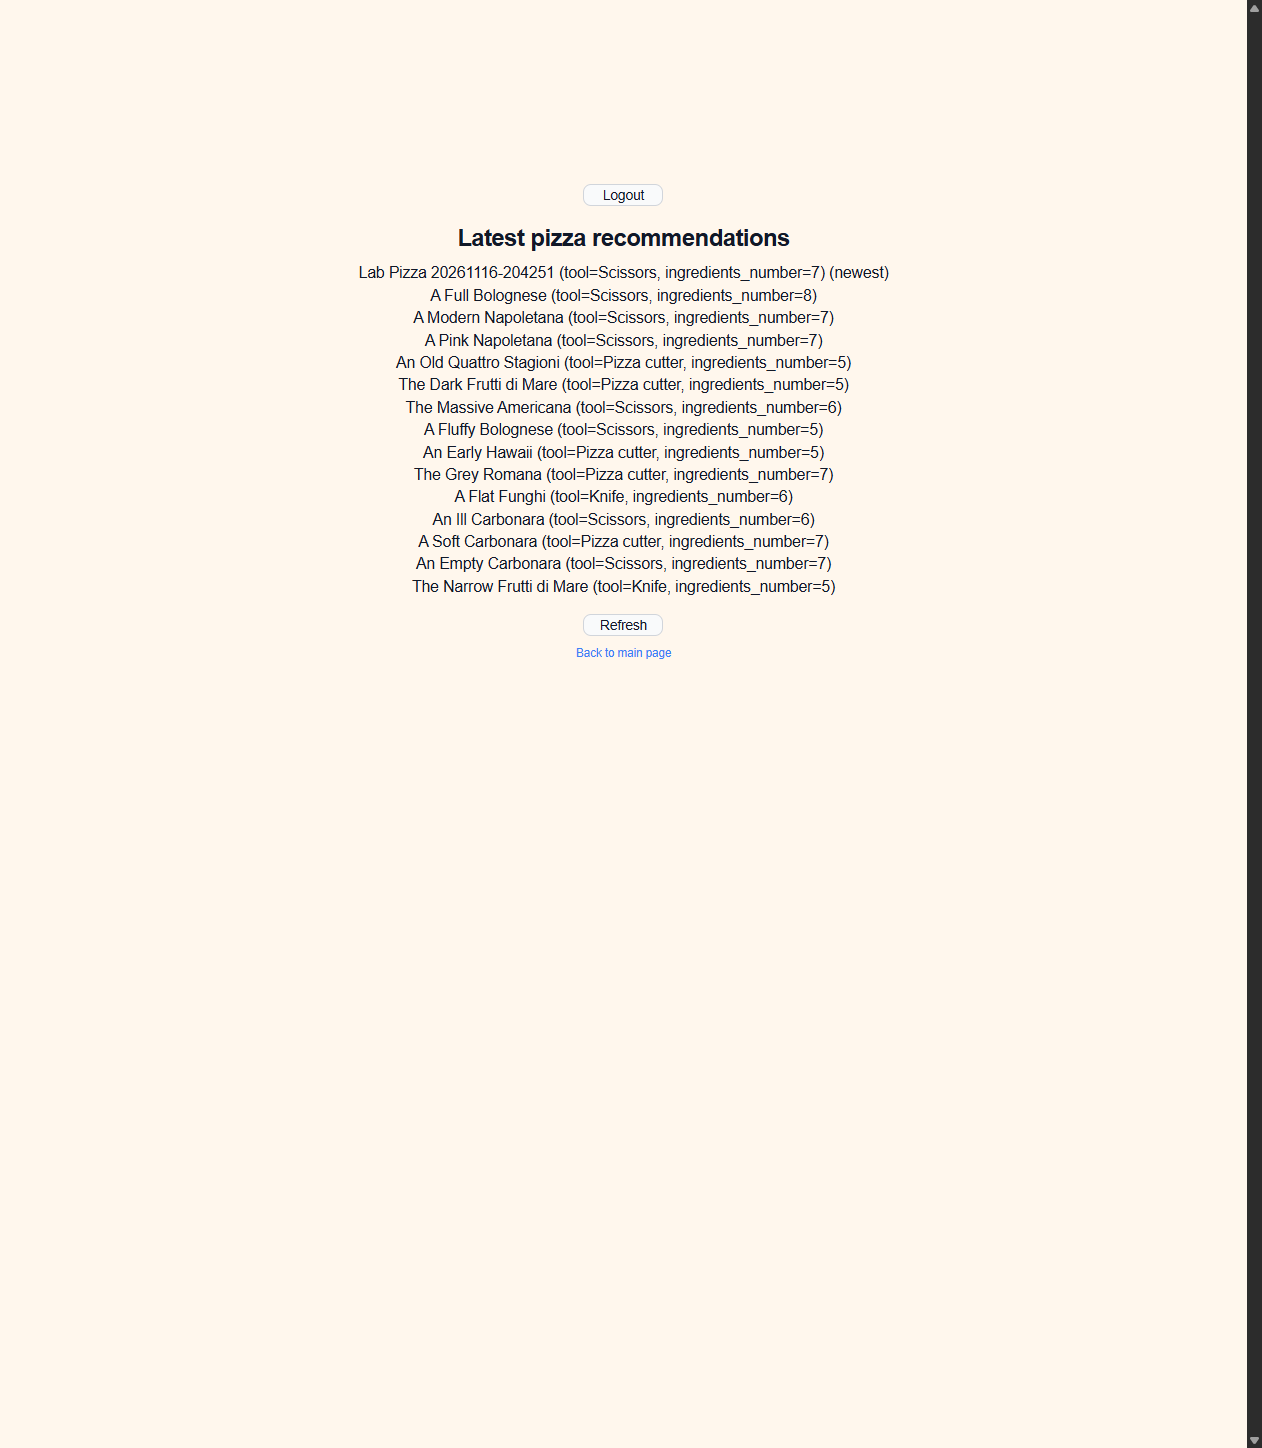 Logout
Latest pizza recommendations
Lab Pizza 20261116-204251 (tool=Scissors, ingredients_number=7) (newest)
A Full Bolognese (tool=Scissors, ingredients_number=8)
A Modern Napoletana (tool=Scissors, ingredients_number=7)
A Pink Napoletana (tool=Scissors, ingredients_number=7)
An Old Quattro Stagioni (tool=Pizza cutter, ingredients_number=5)
The Dark Frutti di Mare (tool=Pizza cutter, ingredients_number=5)
The Massive Americana (tool=Scissors, ingredients_number=6)
A Fluffy Bolognese (tool=Scissors, ingredients_number=5)
An Early Hawaii (tool=Pizza cutter, ingredients_number=5)
The Grey Romana (tool=Pizza cutter, ingredients_number=7)
A Flat Funghi (tool=Knife, ingredients_number=6)
An Ill Carbonara (tool=Scissors, ingredients_number=6)
A Soft Carbonara (tool=Pizza cutter, ingredients_number=7)
An Empty Carbonara (tool=Scissors, ingredients_number=7)
The Narrow Frutti di Mare (tool=Knife, ingredients_number=5)
Refresh
Back to main page